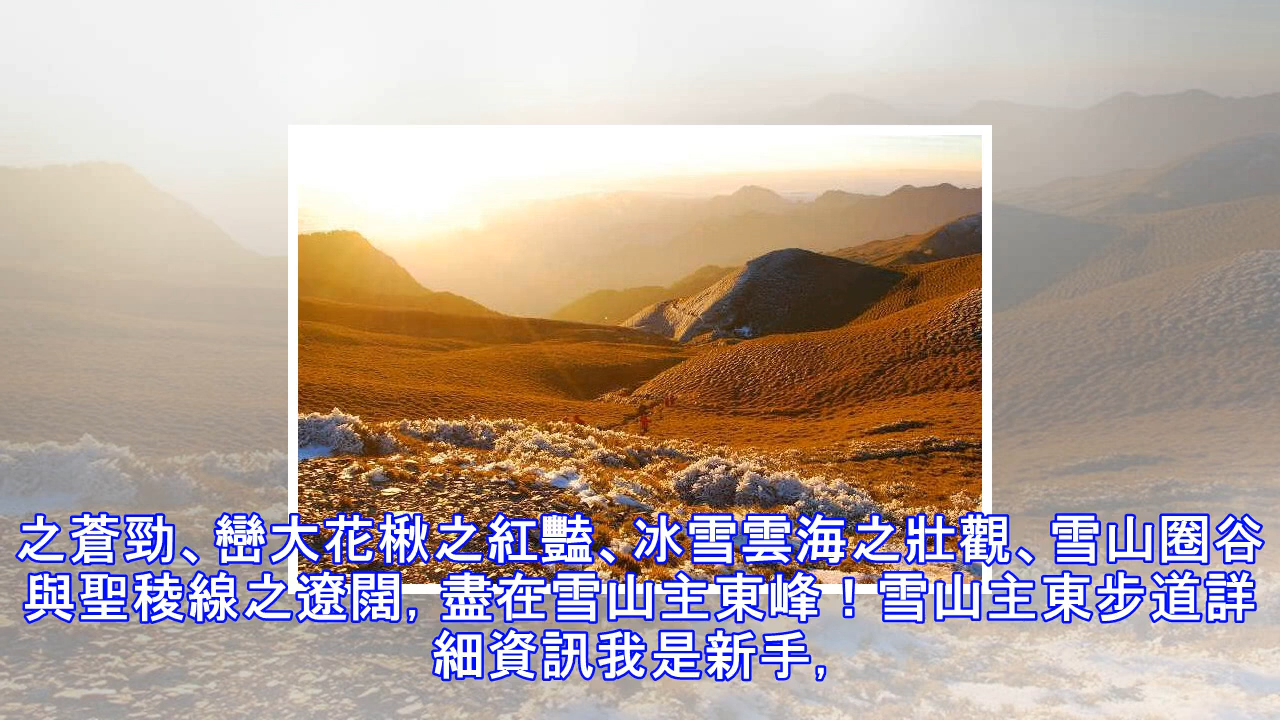 之蒼勁、巒大花楸之紅豔、冰雪雲海之壯觀、雪山圈谷
與聖稜線之遼闊, 盡在雪山主東峰！雪山主東步道詳
細資訊我是新手,